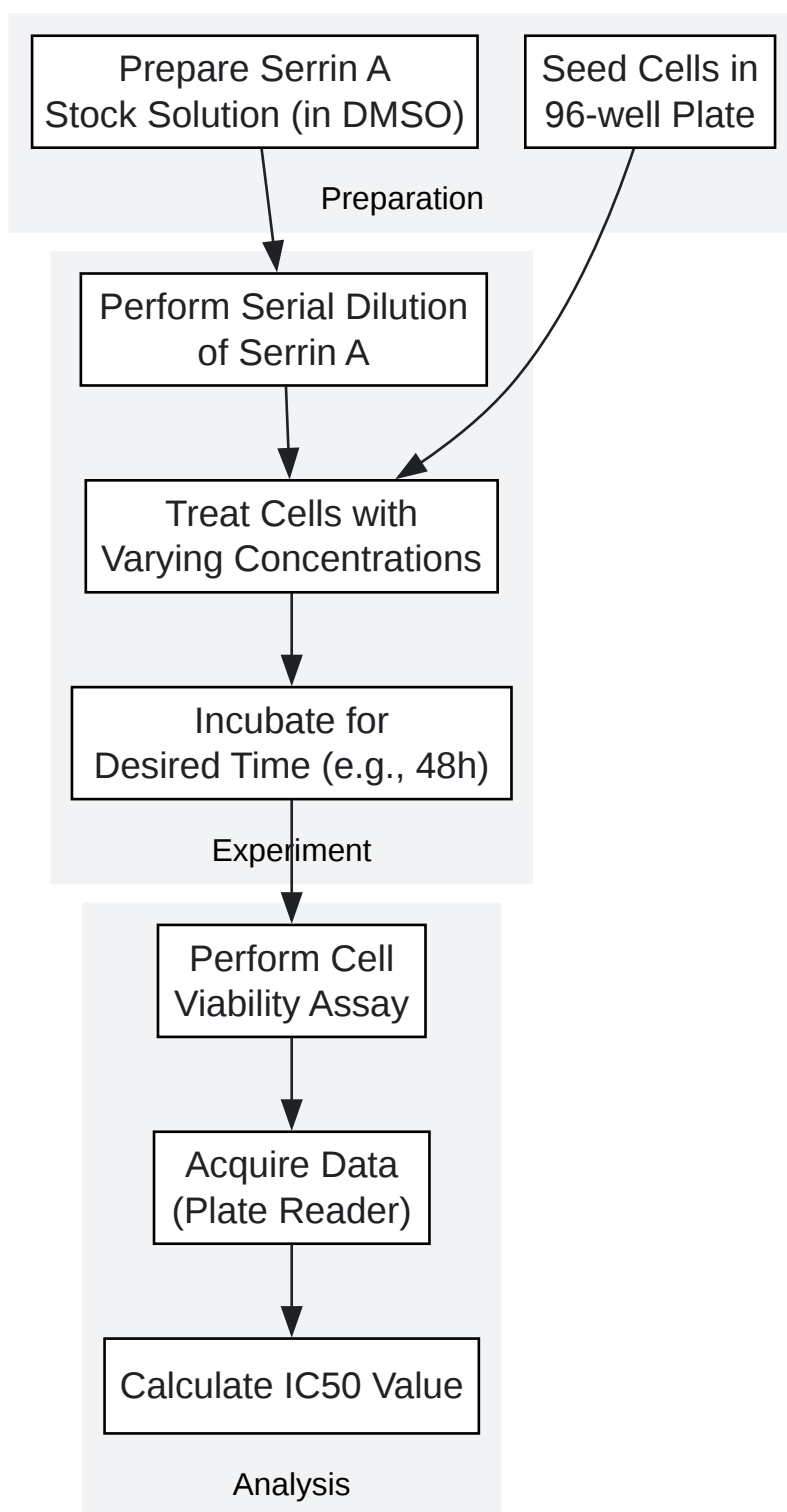 Prepare Serrin A
Stock Solution (in DMSO)
Seed Cells in
96-well Plate
Preparation
Perform Serial Dilution
of Serrin A
Treat Cells with
Varying Concentrations
Incubate for
Desired Time (e.g., 48h)
Experiment
Perform Cell
Viability Assay
Acquire Data
(Plate Reader)
Calculate IC50 Value
Analysis